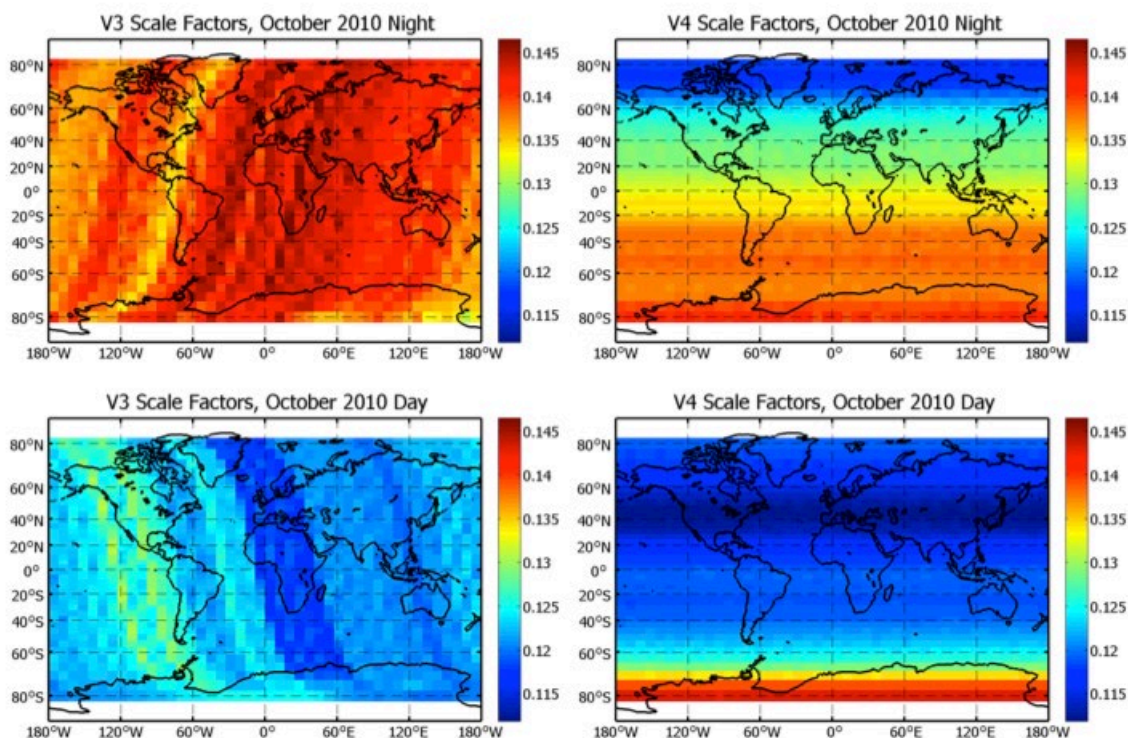 V3 Scale Factors, October 2010 Night
80°N
60°N
40°N
20°N
0°
20°S
40°S
60°S
80°S
180°W 120°W 60°W 0° 60°E 120°E 180°W
0.145
0.14
0.135
0.13
0.125
0.12
0.115
V4 Scale Factors, October 2010 Night
80°N
60°N
40°N
20°N
0°
20°S
40°S
60°S
80°S
180°W 120°W 60°W 0° 60°E 120°E 180°W
0.145
0.14
0.135
0.13
0.125
0.12
0.115
V3 Scale Factors, October 2010 Day
80°N
60°N
40°N
20°N
0°
20°S
40°S
60°S
80°S
180°W 120°W 60°W 0° 60°E 120°E 180°W
0.145
0.14
0.135
0.13
0.125
0.12
0.115
V4 Scale Factors, October 2010 Day
80°N
60°N
40°N
20°N
0°
20°S
40°S
60°S
80°S
180°W 120°W 60°W 0° 60°E 120°E 180°W
0.145
0.14
0.135
0.13
0.125
0.12
0.115